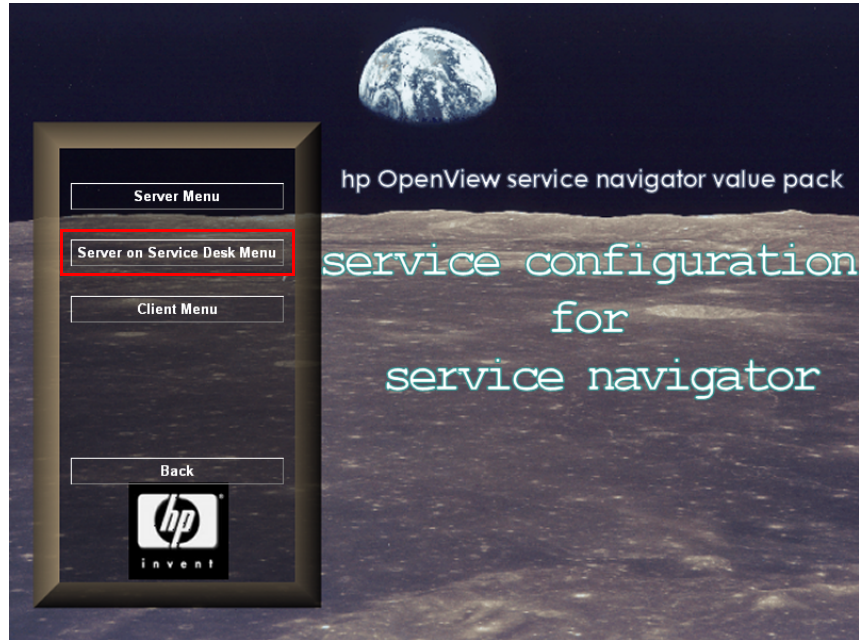 hp OpenView service navigator value pack
service configuration
for
service navigator
Server Menu
Server on Service Desk Menu
Client Menu
Back
hp
invent